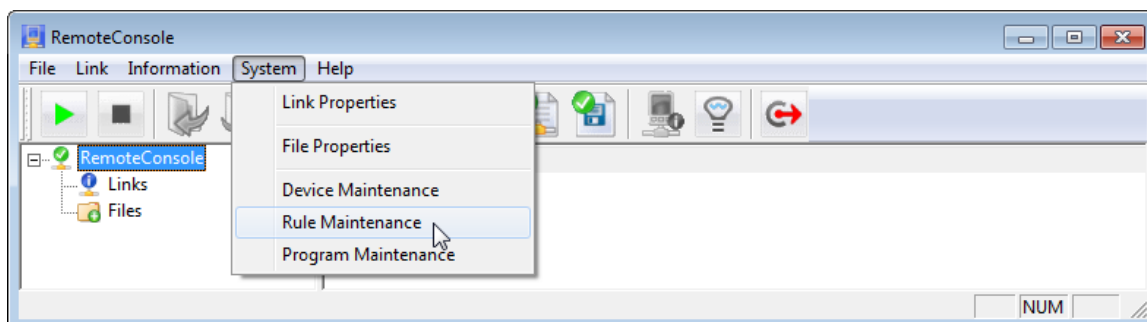 RemoteConsole
File Link Information System Help
Link Properties
File Properties
Device Maintenance
Rule Maintenance
Program Maintenance
RemoteConsole
Links
Files
NUM